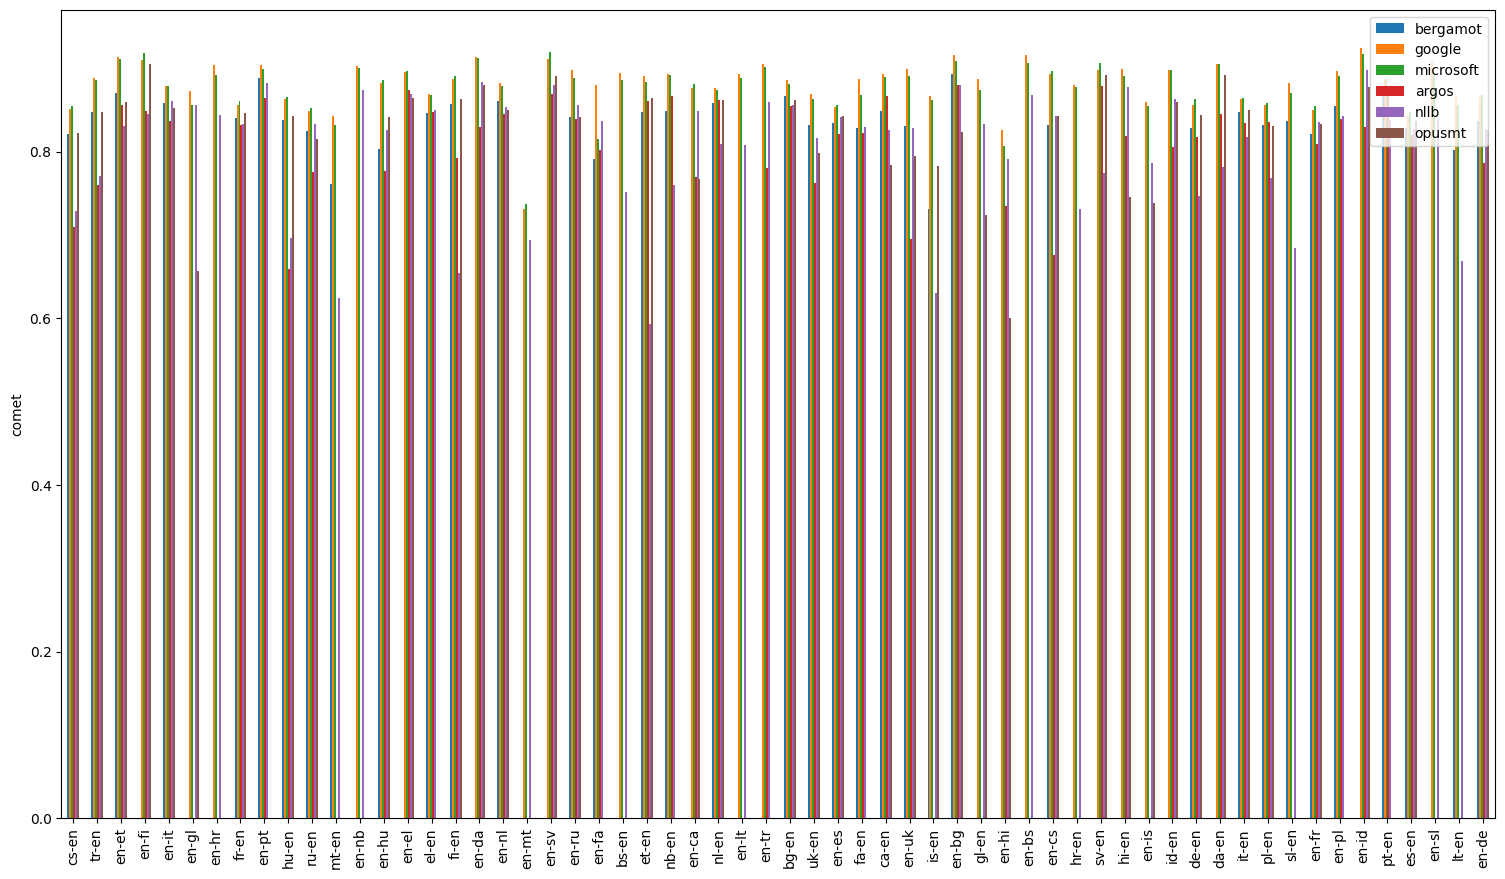 bergamot
google
microsoft
argos
nllb
opusmt
0.8
0.6
0.4
0.2
0.0
comet
cs-en
tr-en
en-et
en-fi
en-it
en-gl
en-hr
fr-en
en-pt
hu-en
ru-en
mt-en
en-nb
en-hu
en-el
el-en
fi-en
en-da
en-nl
en-mt
en-sv
en-ru
en-fa
bs-en
et-en
nb-en
en-ca
nl-en
en-lt
en-tr
bg-en
uk-en
en-es
fa-en
ca-en
en-uk
is-en
en-bg
gl-en
en-hi
en-bs
en-cs
hr-en
sv-en
hi-en
en-is
id-en
de-en
da-en
it-en
pl-en
sl-en
en-fr
en-pl
en-id
pt-en
es-en
en-sl
lt-en
en-de